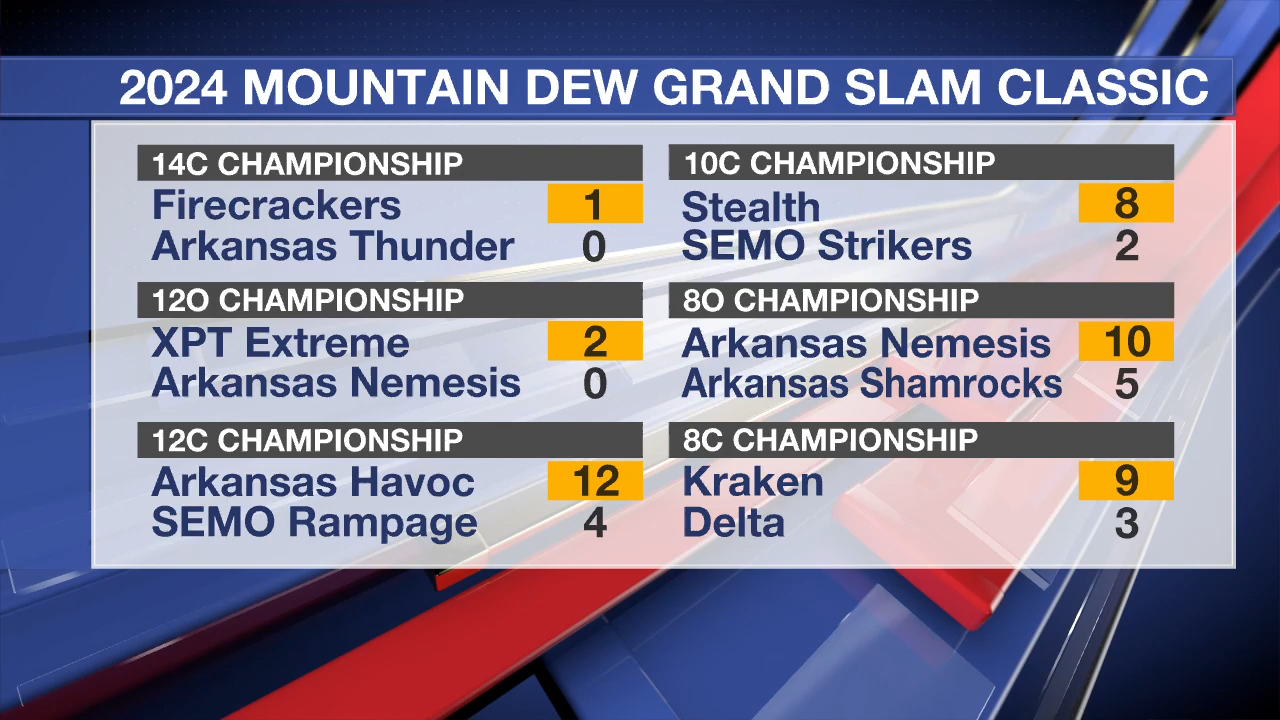 2024 MOUNTAIN DEW GRAND SLAM CLASSIC
14C CHAMPIONSHIP
Firecrackers 1
Arkansas Thunder 0
12O CHAMPIONSHIP
XPT Extreme 2
Arkansas Nemesis 0
12C CHAMPIONSHIP
Arkansas Havoc 12
SEMO Rampage 4
10C CHAMPIONSHIP
Stealth 8
SEMO Strikers 2
8O CHAMPIONSHIP
Arkansas Nemesis 10
Arkansas Shamrocks 5
8C CHAMPIONSHIP
Kraken 9
Delta 3